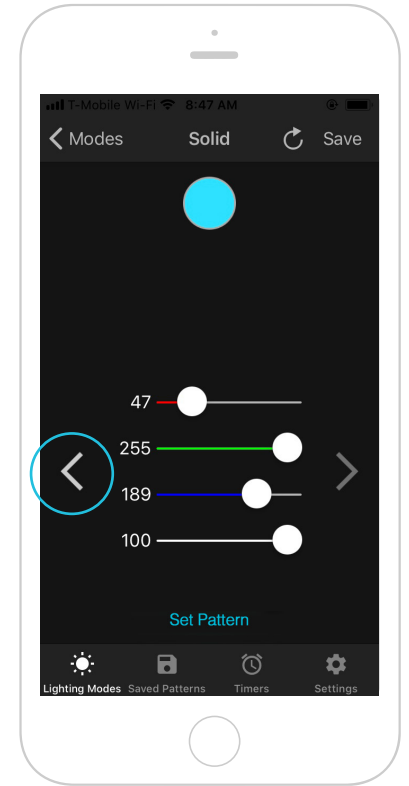 T-Mobile Wi-Fi 8:47 AM
Modes Solid Save
47
255
189
100
Set Pattern
Lighting Modes Saved Patterns Timers Settings